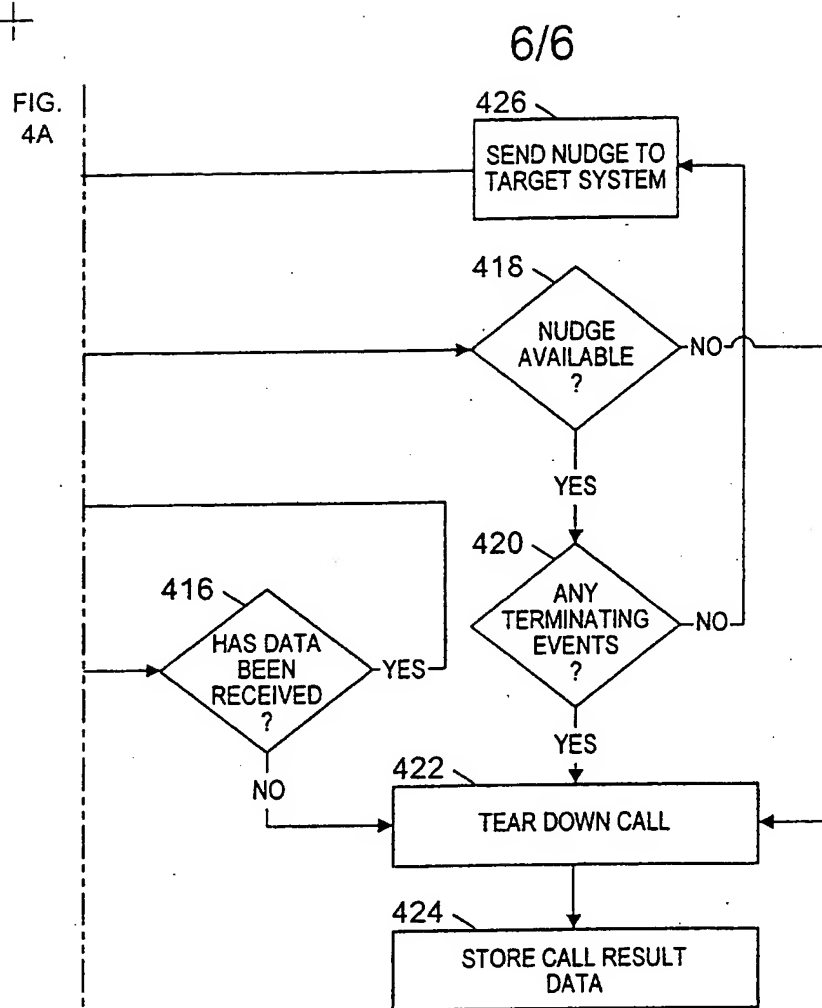 6/6
FIG.
4A
426
SEND NUDGE TO
TARGET SYSTEM
418
NUDGE
AVAILABLE
?
NO
YES
420
ANY
TERMINATING
EVENTS
?
NO
YES
416
HAS DATA
BEEN
RECEIVED
?
YES
NO
422
TEAR DOWN CALL
424
STORE CALL RESULT
DATA